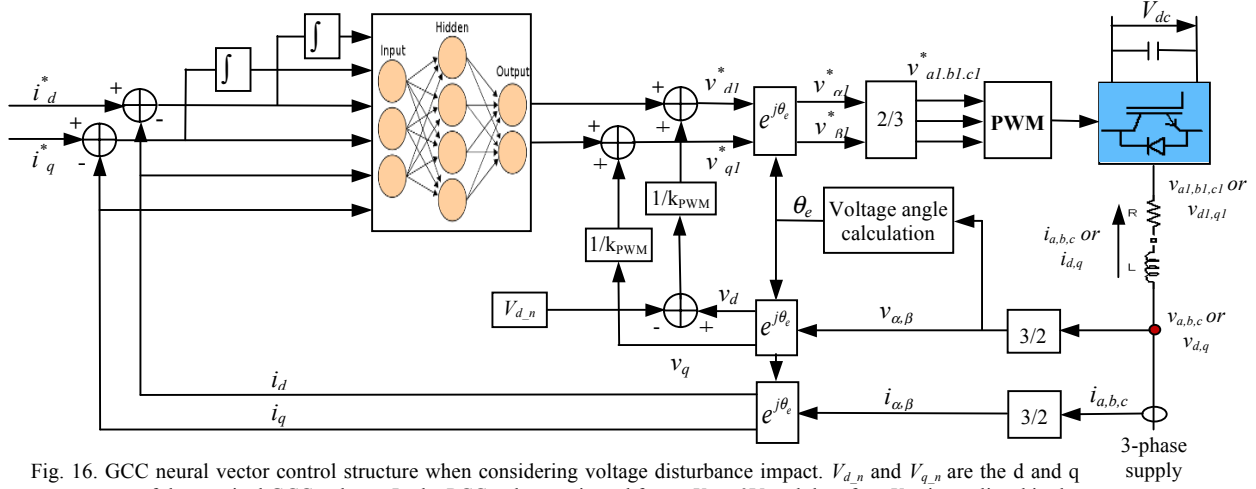 V_dc
Hidden
∫
Input
∫
Output
i*_d
+
-
i*_q
+
-
+
+
v*_d1
+
+
v*_q1
e^jθ_e
v*_α1
v*_β1
2/3
v*_a1.b1.c1
PWM
v_a1,b1,c1 or
v_d1,q1
1/k_PWM
1/k_PWM
θ_e
Voltage angle
calculation
R
i_a,b,c or
i_d,q
L
V_d_n
-
+
v_d
e^jθ_e
v_α,β
3/2
v_a,b,c or
v_d,q
v_q
i_d
i_q
e^jθ_e
i_α,β
3/2
i_a,b,c
3-phase
supply
Fig. 16. GCC neural vector control structure when considering voltage disturbance impact. V_d_n and V_q_n are the d and q